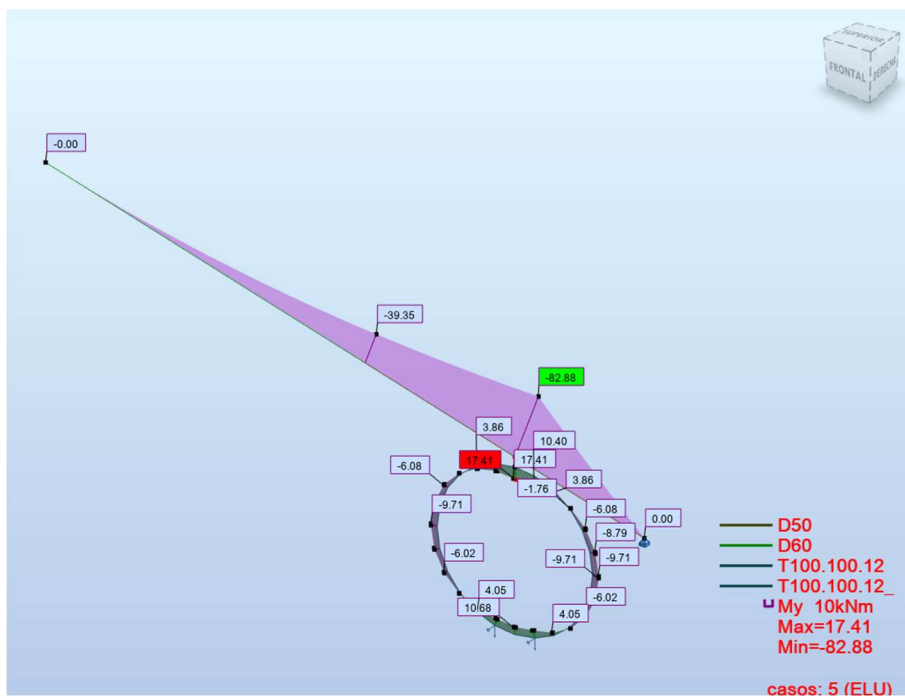 SUPERIOR
FRONTAL
DERECHA
-0.00
-39.35
-82.88
3.86
10.40
17.41
17.41
-6.08
-1.76
3.86
-9.71
-6.08
0.00
-8.79
-6.02
-9.71
-9.71
4.05
-6.02
10.68
4.05
D50
D60
T100.100.12
T100.100.12_
My 10kNm
Max=17.41
Min=-82.88
casos: 5 (ELU)